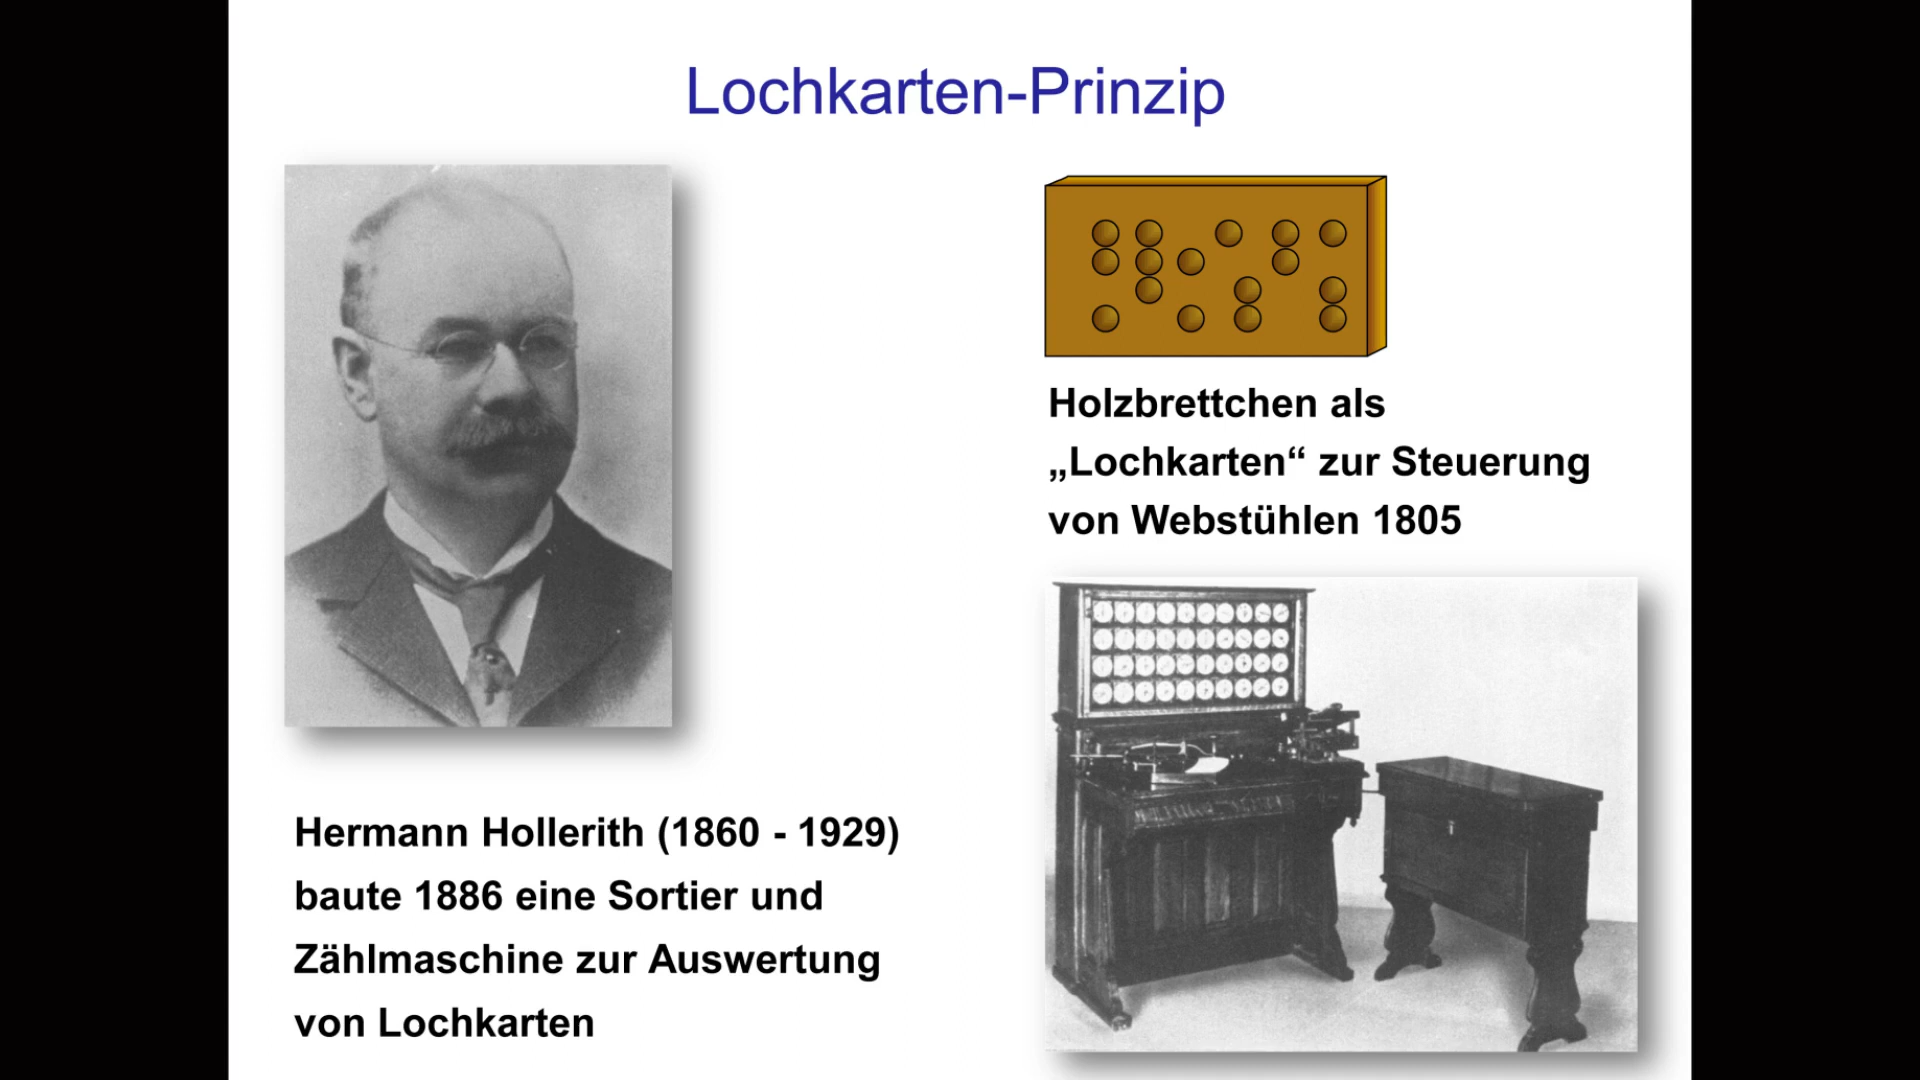 Lochkarten-Prinzip
Holzbrettchen als
„Lochkarten“ zur Steuerung
von Webstühlen 1805
Hermann Hollerith (1860 - 1929)
baute 1886 eine Sortier und
Zählmaschine zur Auswertung
von Lochkarten